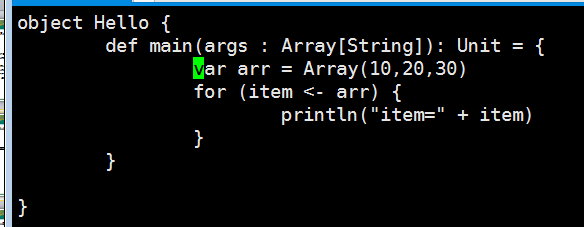 object Hello {
        def main(args : Array[String]): Unit = {
                var arr = Array(10,20,30)
                for (item <- arr) {
                        println("item=" + item)
                }
        }

}